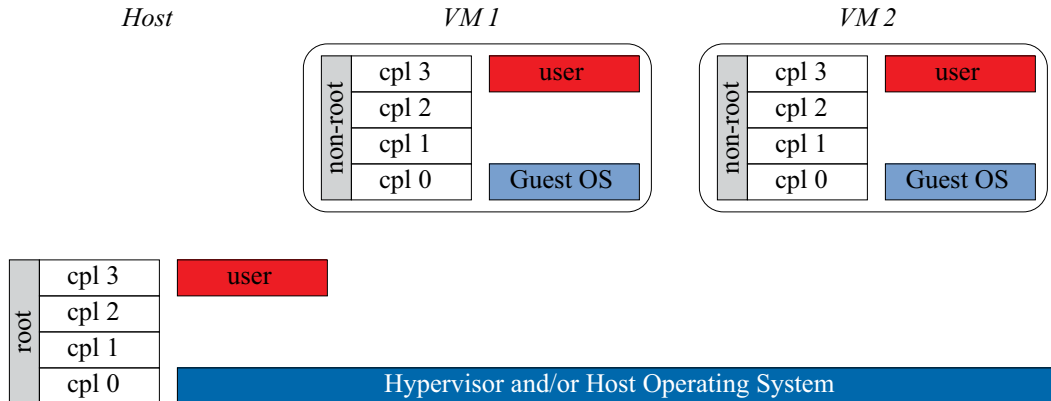 Host VM 1 VM 2
non-root
cpl 3 user
cpl 2
cpl 1
cpl 0 Guest OS
non-root
cpl 3 user
cpl 2
cpl 1
cpl 0 Guest OS
root
cpl 3 user
cpl 2
cpl 1
cpl 0 Hypervisor and/or Host Operating System